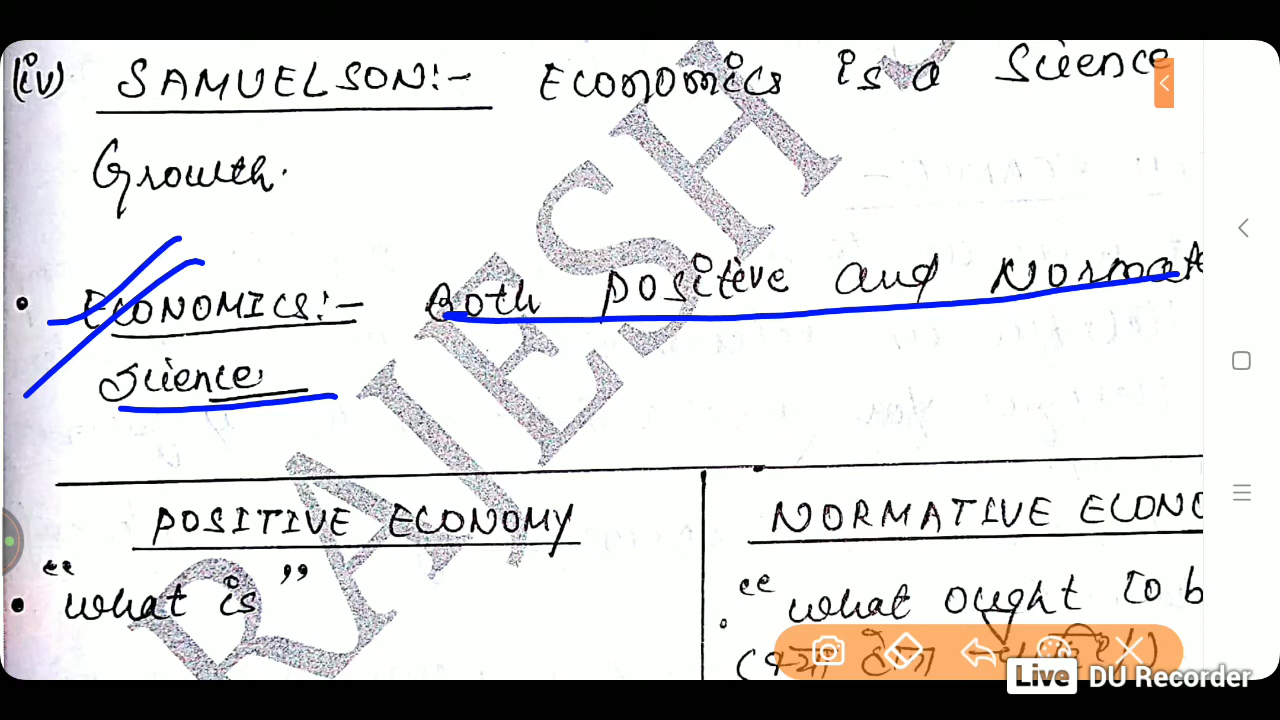 (iv) SAMUELSON:- Economics is a Science
Growth.
• ECONOMICS:- Both positive and Normat
Science
POSITIVE ECONOMY
NORMATIVE ECONO
• "what is"
"what ought to b
(क्या होना
RAJESH
Live DU Recorder